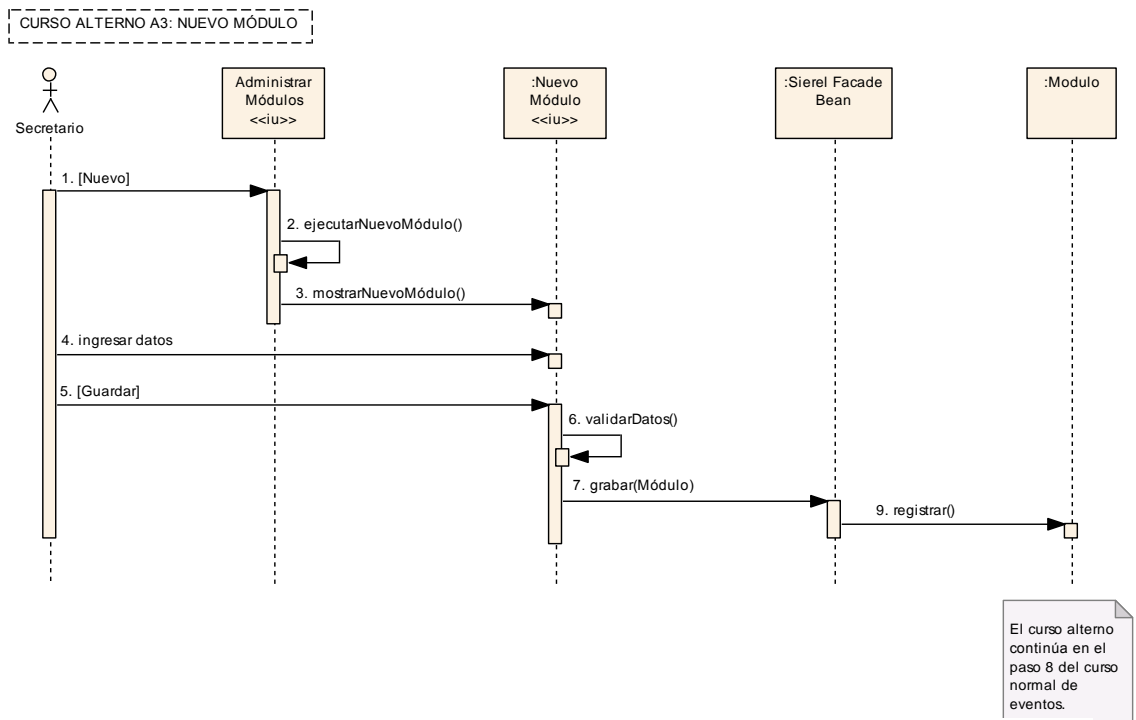 CURSO ALTERNO A3: NUEVO MÓDULO
Secretario
Administrar
Módulos
<<iu>>
:Nuevo
Módulo
<<iu>>
:Sierel Facade
Bean
:Modulo
1. [Nuevo]
2. ejecutarNuevoMódulo()
3. mostrarNuevoMódulo()
4. ingresar datos
5. [Guardar]
6. validarDatos()
7. grabar(Módulo)
9. registrar()
El curso alterno
continúa en el
paso 8 del curso
normal de
eventos.